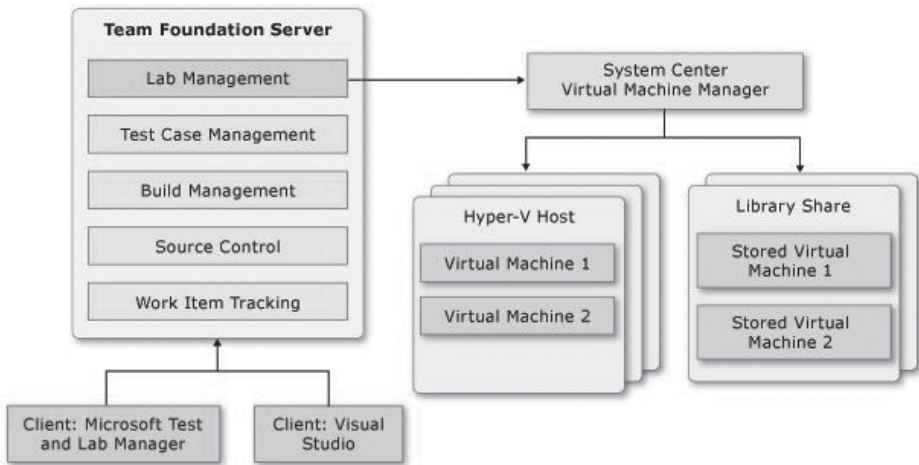 Team Foundation Server
Lab Management
Test Case Management
Build Management
Source Control
Work Item Tracking
Client: Microsoft Test
and Lab Manager
Client: Visual
Studio
System Center
Virtual Machine Manager
Hyper-V Host
Virtual Machine 1
Virtual Machine 2
Library Share
Stored Virtual
Machine 1
Stored Virtual
Machine 2